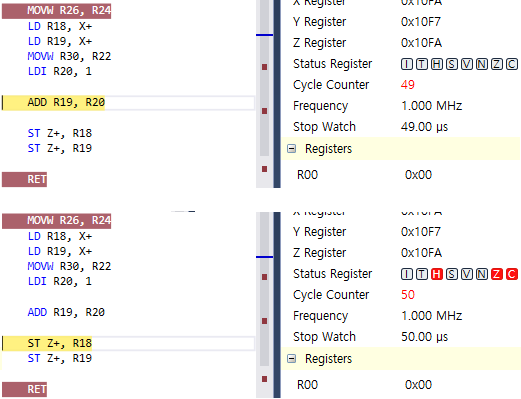 MOVW R26, R24
LD R18, X+
LD R19, X+
MOVW R30, R22
LDI R20, 1
ADD R19, R20
ST Z+, R18
ST Z+, R19
RET
X Register 0x10FA
Y Register 0x10F7
Z Register 0x10FA
Status Register I T H S V N Z C
Cycle Counter 49
Frequency 1.000 MHz
Stop Watch 49.00 µs
Registers
R00 0x00
MOVW R26, R24
LD R18, X+
LD R19, X+
MOVW R30, R22
LDI R20, 1
ADD R19, R20
ST Z+, R18
ST Z+, R19
RET
X Register 0x10FA
Y Register 0x10F7
Z Register 0x10FA
Status Register I T H S V N Z C
Cycle Counter 50
Frequency 1.000 MHz
Stop Watch 50.00 µs
Registers
R00 0x00